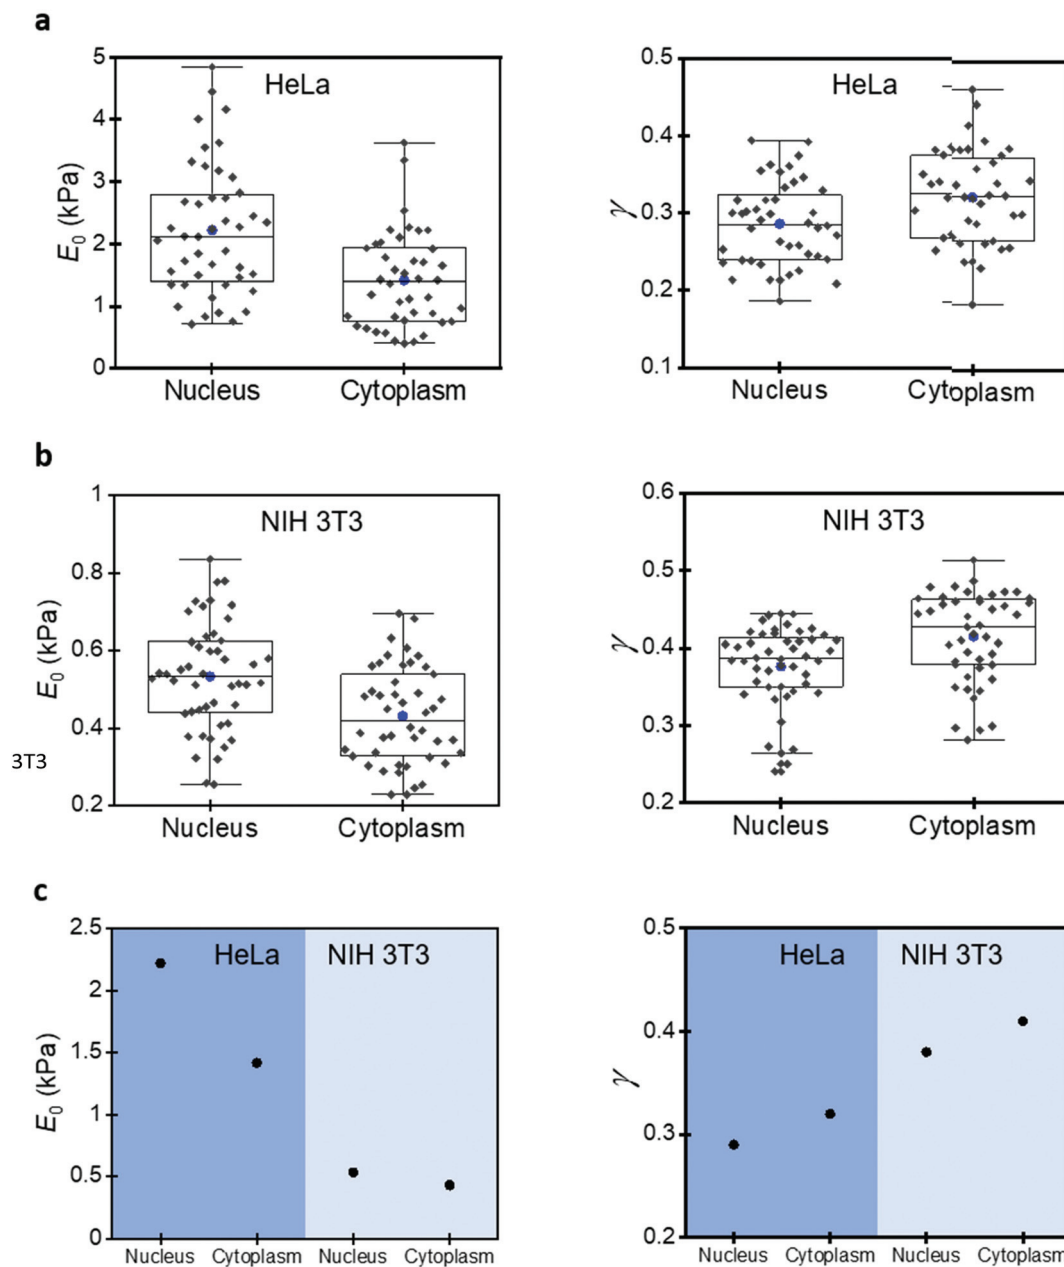 a
5
4
3
2
1
0
E0 (kPa)
HeLa
Nucleus
Cytoplasm
0.5
0.4
0.3
0.2
0.1
γ
HeLa
Nucleus
Cytoplasm
b
1
0.8
0.6
0.4
0.2
E0 (kPa)
3T3
NIH 3T3
Nucleus
Cytoplasm
0.6
0.5
0.4
0.3
0.2
γ
NIH 3T3
Nucleus
Cytoplasm
c
2.5
2
1.5
1
0.5
0
E0 (kPa)
HeLa
NIH 3T3
Nucleus
Cytoplasm
Nucleus
Cytoplasm
0.5
0.4
0.3
0.2
γ
HeLa
NIH 3T3
Nucleus
Cytoplasm
Nucleus
Cytoplasm